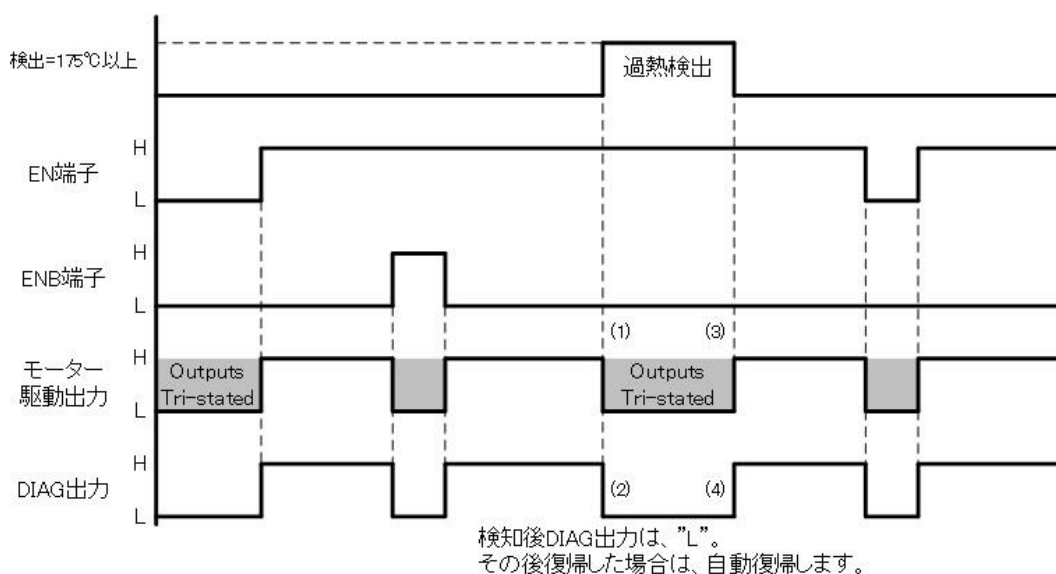 検出=175℃以上
過熱検出
H
EN端子
L
H
ENB端子
L
(1)
(3)
H
モーター
駆動出力
L
Outputs
Tri-stated
Outputs
Tri-stated
H
DIAG出力
L
(2)
(4)
検知後DIAG出力は、”L”。
その後復帰した場合は、自動復帰します。